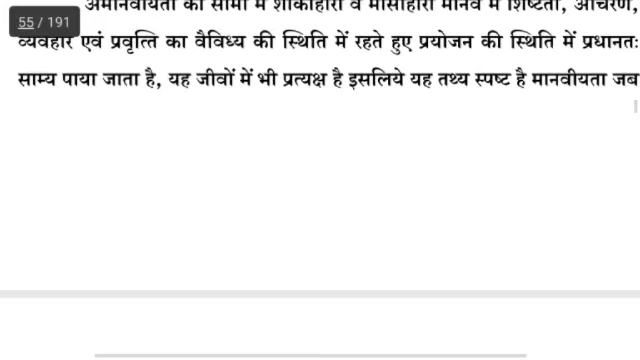 अमानवीयता की सीमा में शाकाहारी व मांसाहारी मानव में शिष्टता, आचरण,
55 / 191
व्यवहार एवं प्रवृत्ति का वैविध्य की स्थिति में रहते हुए प्रयोजन की स्थिति में प्रधानतः
साम्य पाया जाता है, यह जीवों में भी प्रत्यक्ष है इसलिये यह तथ्य स्पष्ट है मानवीयता जब